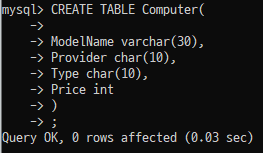 mysql> CREATE TABLE Computer(
->
-> ModelName varchar(30),
-> Provider char(10),
-> Type char(10),
-> Price int
-> )
-> ;
Query OK, 0 rows affected (0.03 sec)